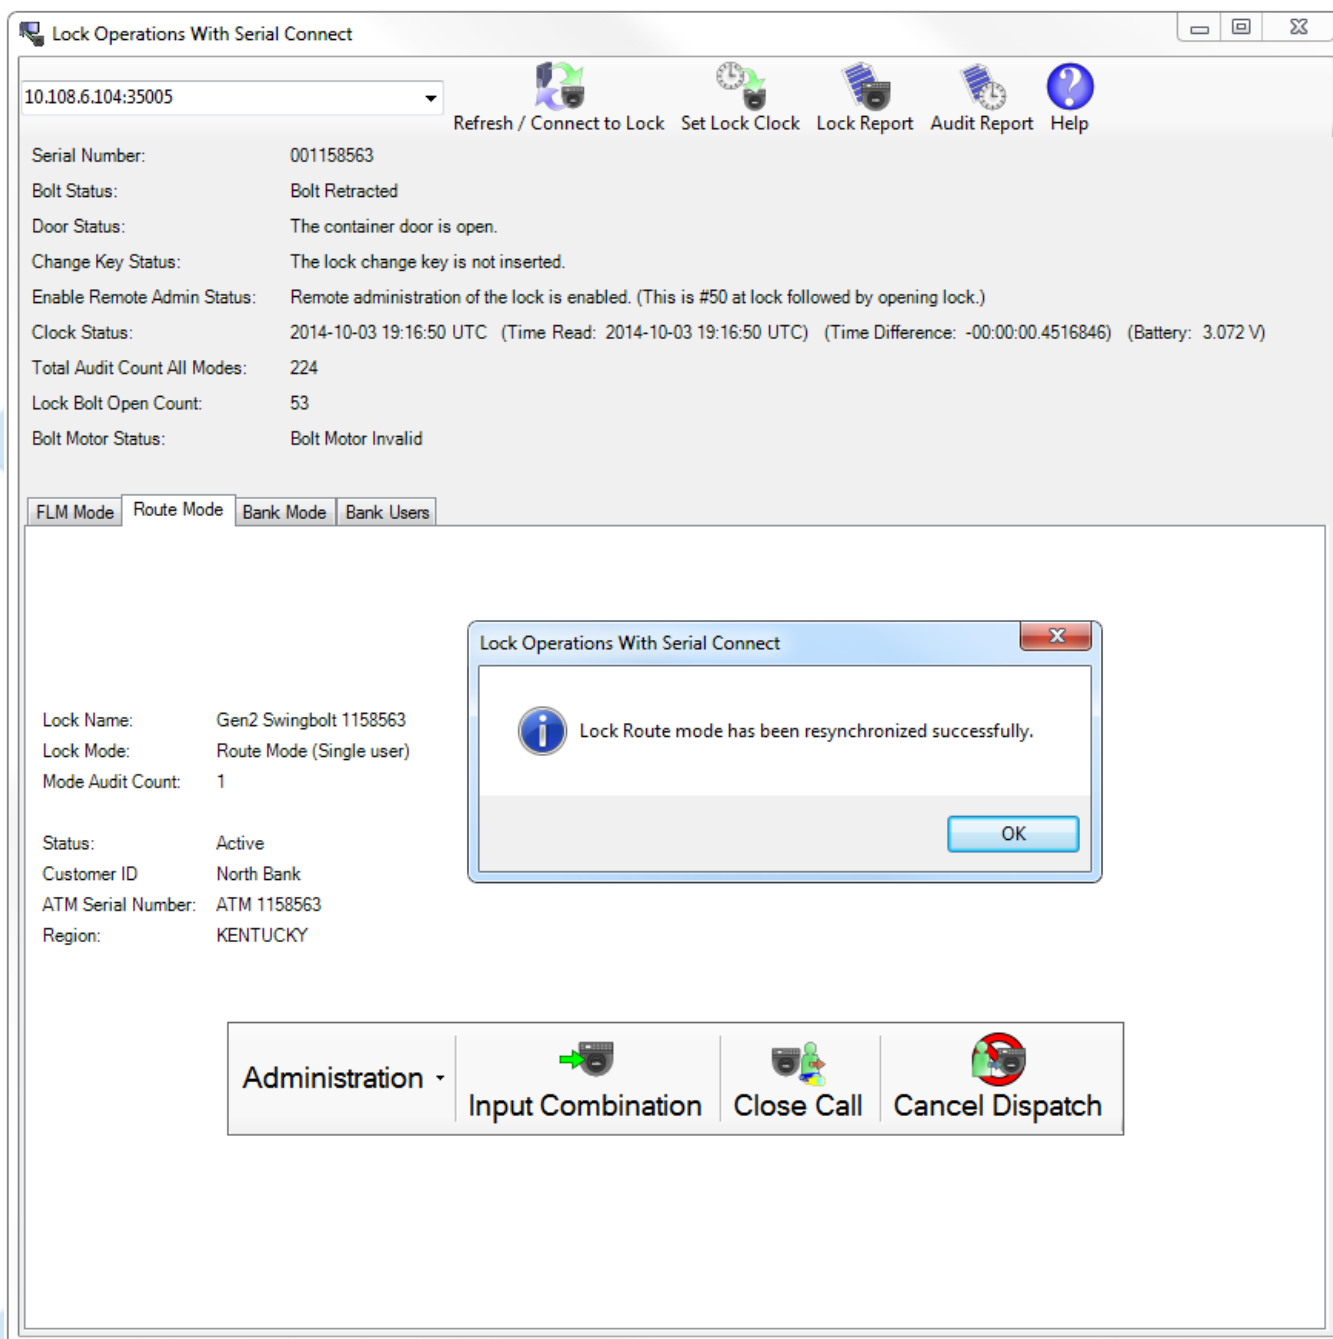 Lock Operations With Serial Connect
10.108.6.104:35005
Refresh / Connect to Lock Set Lock Clock Lock Report Audit Report Help
Serial Number: 001158563
Bolt Status: Bolt Retracted
Door Status: The container door is open.
Change Key Status: The lock change key is not inserted.
Enable Remote Admin Status: Remote administration of the lock is enabled. (This is #50 at lock followed by opening lock.)
Clock Status: 2014-10-03 19:16:50 UTC (Time Read: 2014-10-03 19:16:50 UTC) (Time Difference: -00:00:00.4516846) (Battery: 3.072 V)
Total Audit Count All Modes: 224
Lock Bolt Open Count: 53
Bolt Motor Status: Bolt Motor Invalid
FLM Mode Route Mode Bank Mode Bank Users
Lock Operations With Serial Connect
Lock Route mode has been resynchronized successfully.
OK
Lock Name: Gen2 Swingbolt 1158563
Lock Mode: Route Mode (Single user)
Mode Audit Count: 1
Status: Active
Customer ID North Bank
ATM Serial Number: ATM 1158563
Region: KENTUCKY
Administration Input Combination Close Call Cancel Dispatch